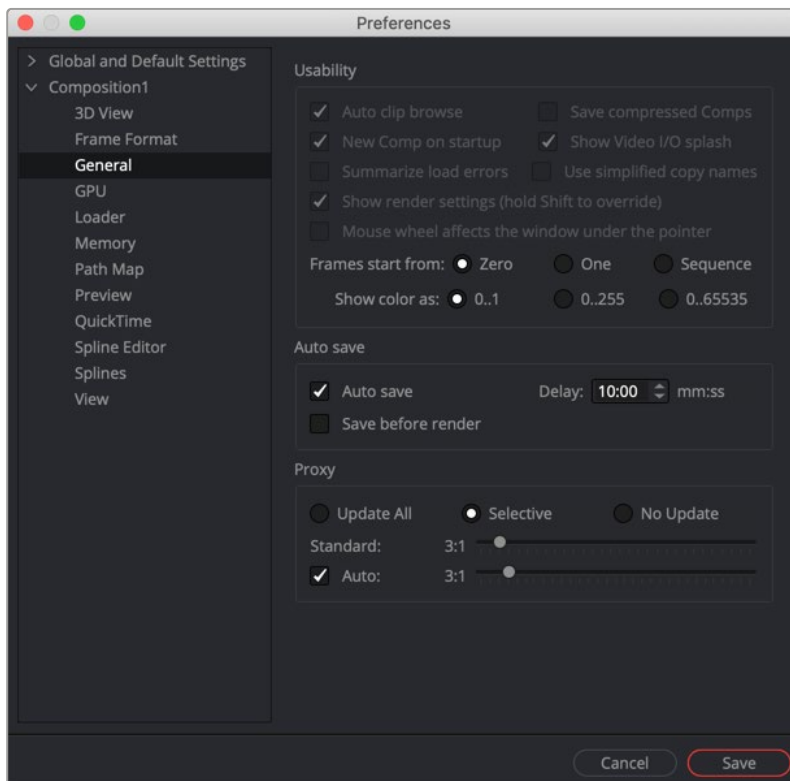 Preferences
Global and Default Settings
Composition1
3D View
Frame Format
General
GPU
Loader
Memory
Path Map
Preview
QuickTime
Spline Editor
Splines
View
Usability
Auto clip browse Save compressed Comps
New Comp on startup Show Video I/O splash
Summarize load errors Use simplified copy names
Show render settings (hold Shift to override)
Mouse wheel affects the window under the pointer
Frames start from: Zero One Sequence
Show color as: 0..1 0..255 0..65535
Auto save
Auto save Delay: 10:00 mm:ss
Save before render
Proxy
Update All Selective No Update
Standard: 3:1
Auto: 3:1
Cancel Save